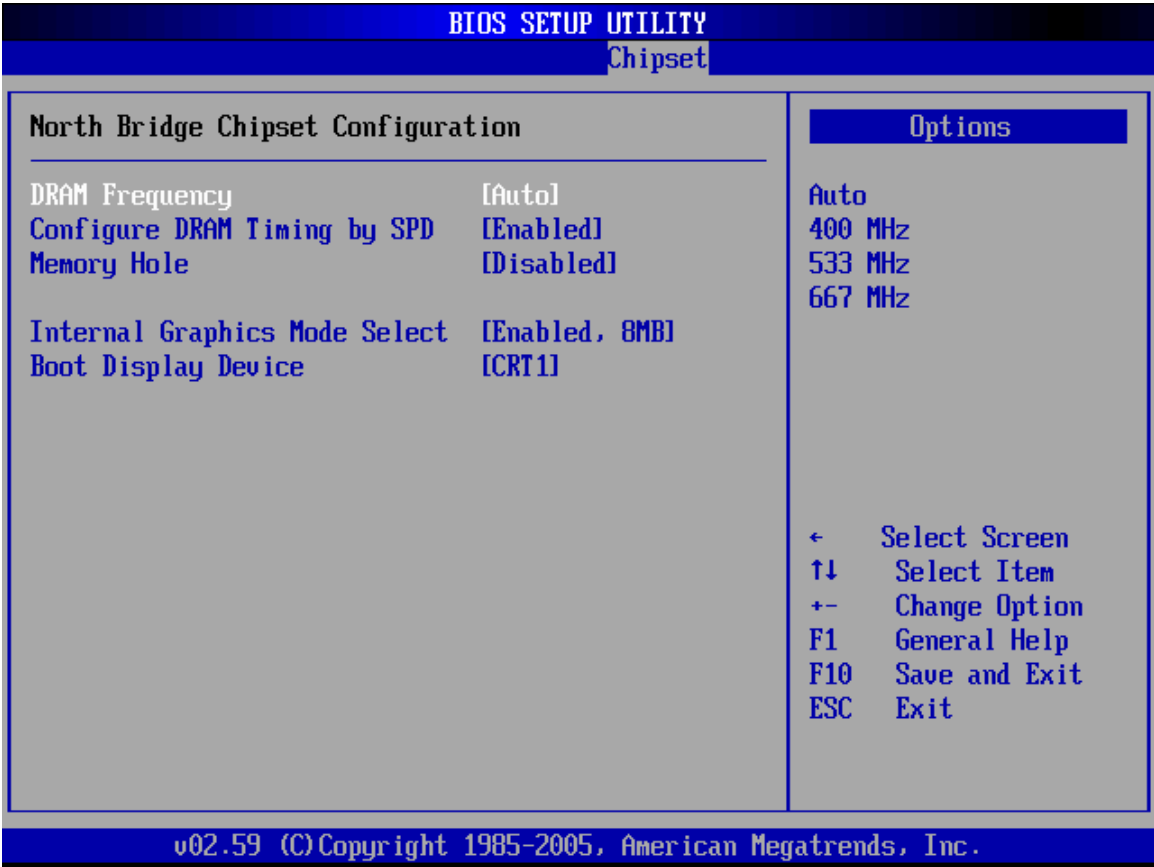 BIOS SETUP UTILITY
Chipset
North Bridge Chipset Configuration
DRAM Frequency [Auto]
Configure DRAM Timing by SPD [Enabled]
Memory Hole [Disabled]
Internal Graphics Mode Select [Enabled, 8MB]
Boot Display Device [CRT1]
Options
Auto
400 MHz
533 MHz
667 MHz
← Select Screen
↑↓ Select Item
+- Change Option
F1 General Help
F10 Save and Exit
ESC Exit
v02.59 (C)Copyright 1985-2005, American Megatrends, Inc.